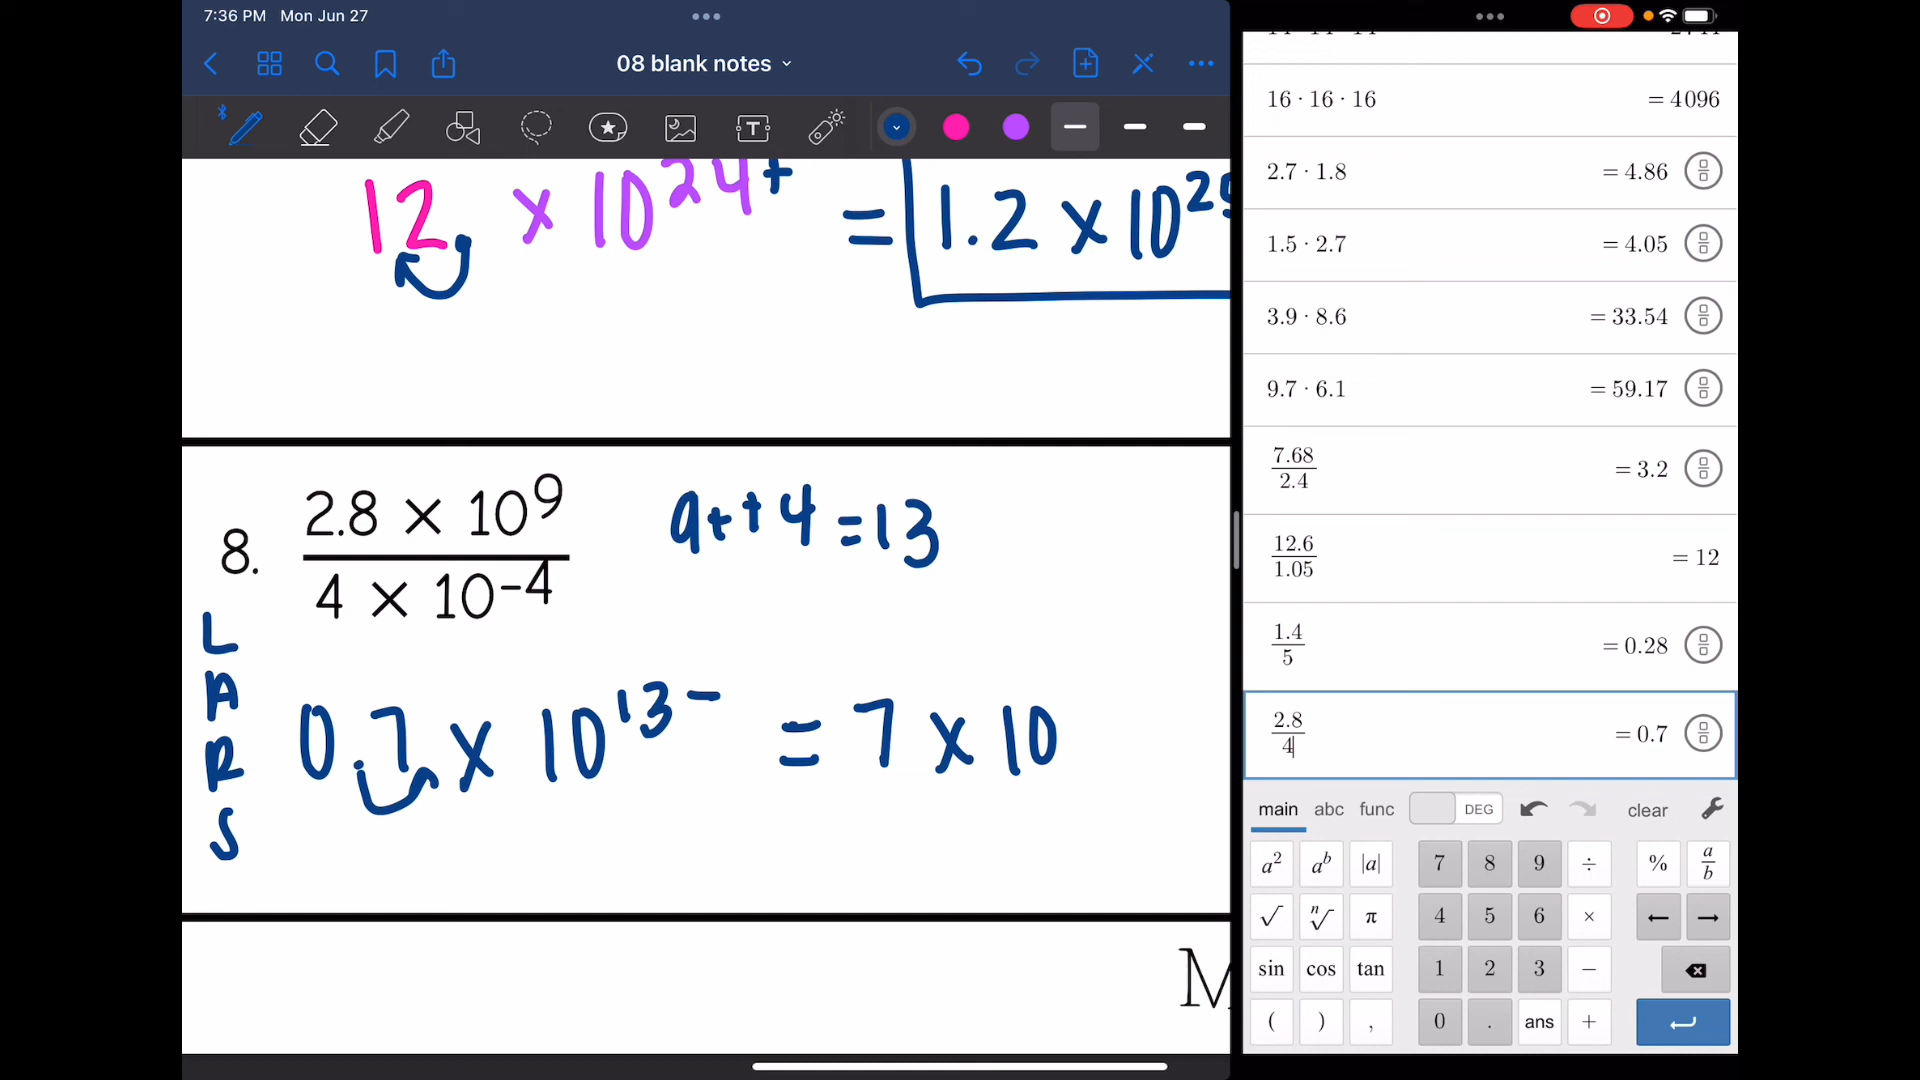 7:36 PM Mon Jun 27
08 blank notes
T
12. × 10^24+ = 1.2 × 10^25
8. 2.8 × 10^9
4 × 10^-4
9 + + 4 = 13
L
A
R
S
0.7 × 10^13- = 7 × 10
M
16 · 16 · 16 = 4096
2.7 · 1.8 = 4.86
1.5 · 2.7 = 4.05
3.9 · 8.6 = 33.54
9.7 · 6.1 = 59.17
7.68/2.4 = 3.2
12.6/1.05 = 12
1.4/5 = 0.28
2.8/4 = 0.7
main abc func DEG clear
a² a^b |a| 7 8 9 ÷ % a/b
√ ⁿ√ π 4 5 6 × ← →
sin cos tan 1 2 3 −
( ) , 0 . ans +